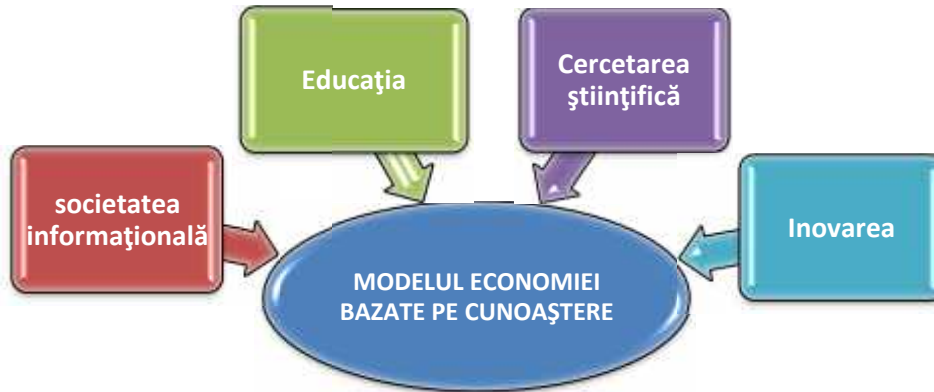 Educaţia
Cercetarea
ştiinţifică
societatea
informaţională
Inovarea
MODELUL ECONOMIEI
BAZATE PE CUNOAŞTERE